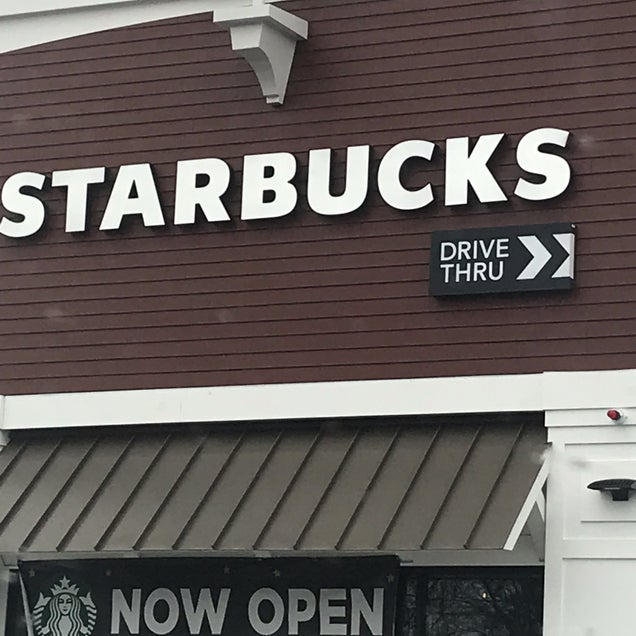 STARBUCKS
DRIVE
THRU
NOW OPEN